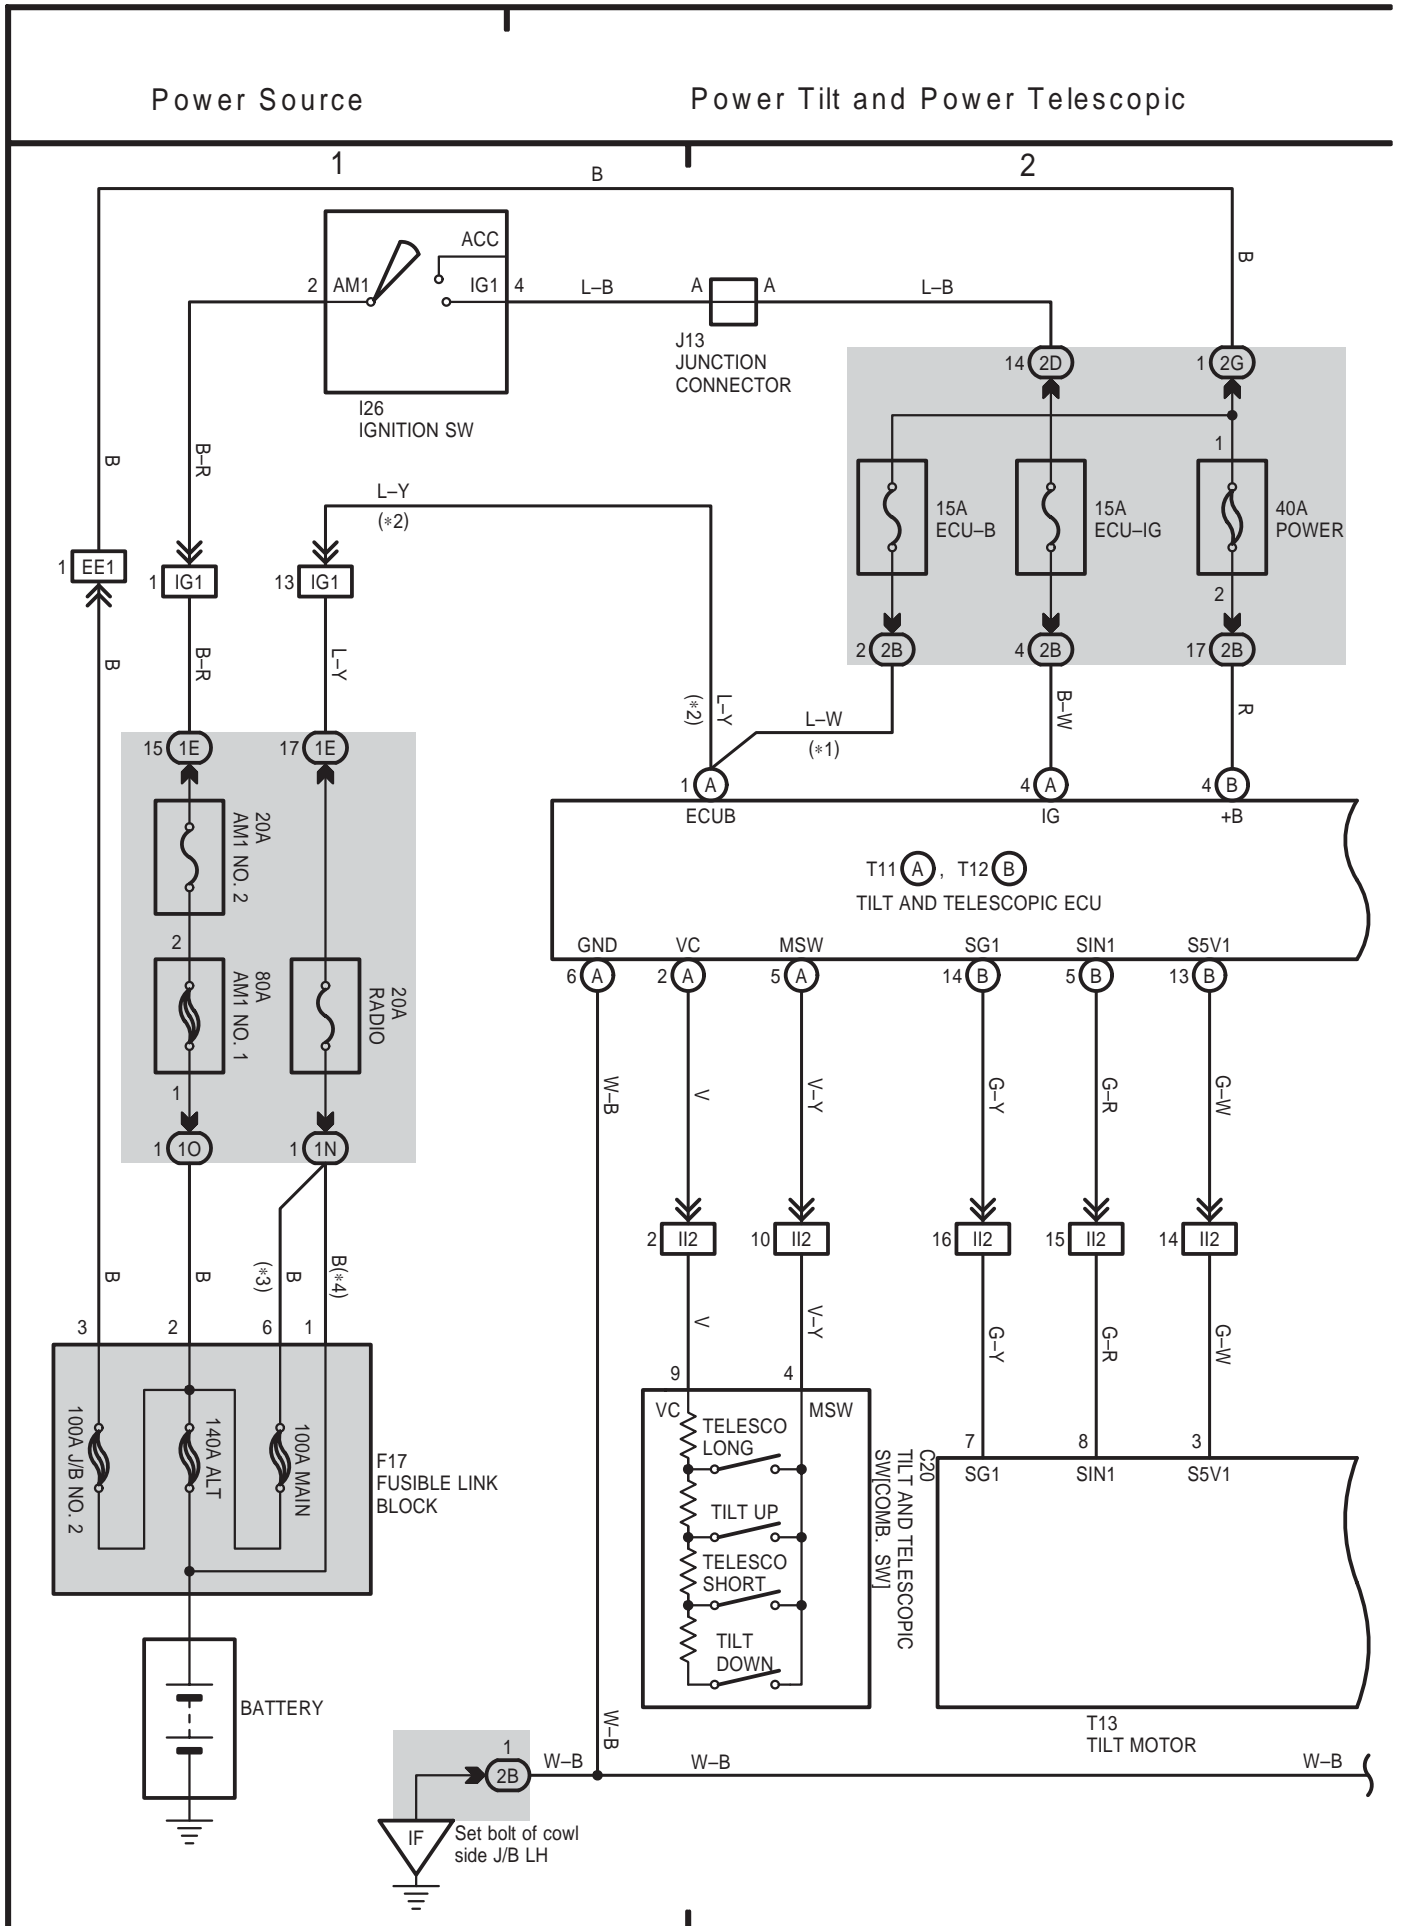 Power Source
Power Tilt and Power Telescopic
1
2
B
B
ACC
2 AM1
IG1 4
L–B
A A
L–B
J13
JUNCTION
CONNECTOR
I26
IGNITION SW
14 2D
1 2G
B
B–R
L–Y
(*2)
1
15A
ECU–B
15A
ECU–IG
40A
POWER
2
1 EE1
1 IG1
13 IG1
2 2B
4 2B
17 2B
B
B–R
L–Y
L–Y
(*2)
L–W
(*1)
B–W
R
15 1E
17 1E
1 A
4 A
4 B
ECUB
IG
+B
20A
AM1 NO. 2
T11 A , T12 B
TILT AND TELESCOPIC ECU
2
GND
VC
MSW
SG1
SIN1
S5V1
6 A
2 A
5 A
14 B
5 B
13 B
80A
AM1 NO. 1
20A
RADIO
1
W–B
V
V–Y
G–Y
G–R
G–W
1 1O
1 1N
2 II2
10 II2
16 II2
15 II2
14 II2
B
B
(*3)
B
B(*4)
V
V–Y
G–Y
G–R
G–W
3
2
6
1
9
4
VC
MSW
TELESCO
LONG
TILT UP
TELESCO
SHORT
TILT
DOWN
C20
TILT AND TELESCOPIC
SW[COMB. SW]
7
8
3
SG1
SIN1
S5V1
100A J/B NO. 2
140A ALT
100A MAIN
F17
FUSIBLE LINK
BLOCK
BATTERY
T13
TILT MOTOR
W–B
1
2B
W–B
W–B
W–B
IF
Set bolt of cowl
side J/B LH